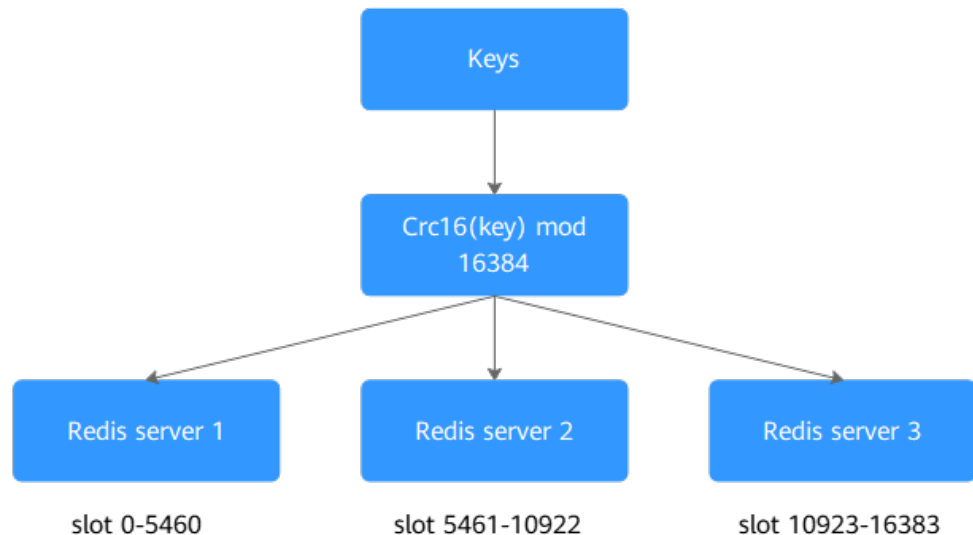 Keys
Crc16(key) mod
16384
Redis server 1
Redis server 2
Redis server 3
slot 0-5460
slot 5461-10922
slot 10923-16383